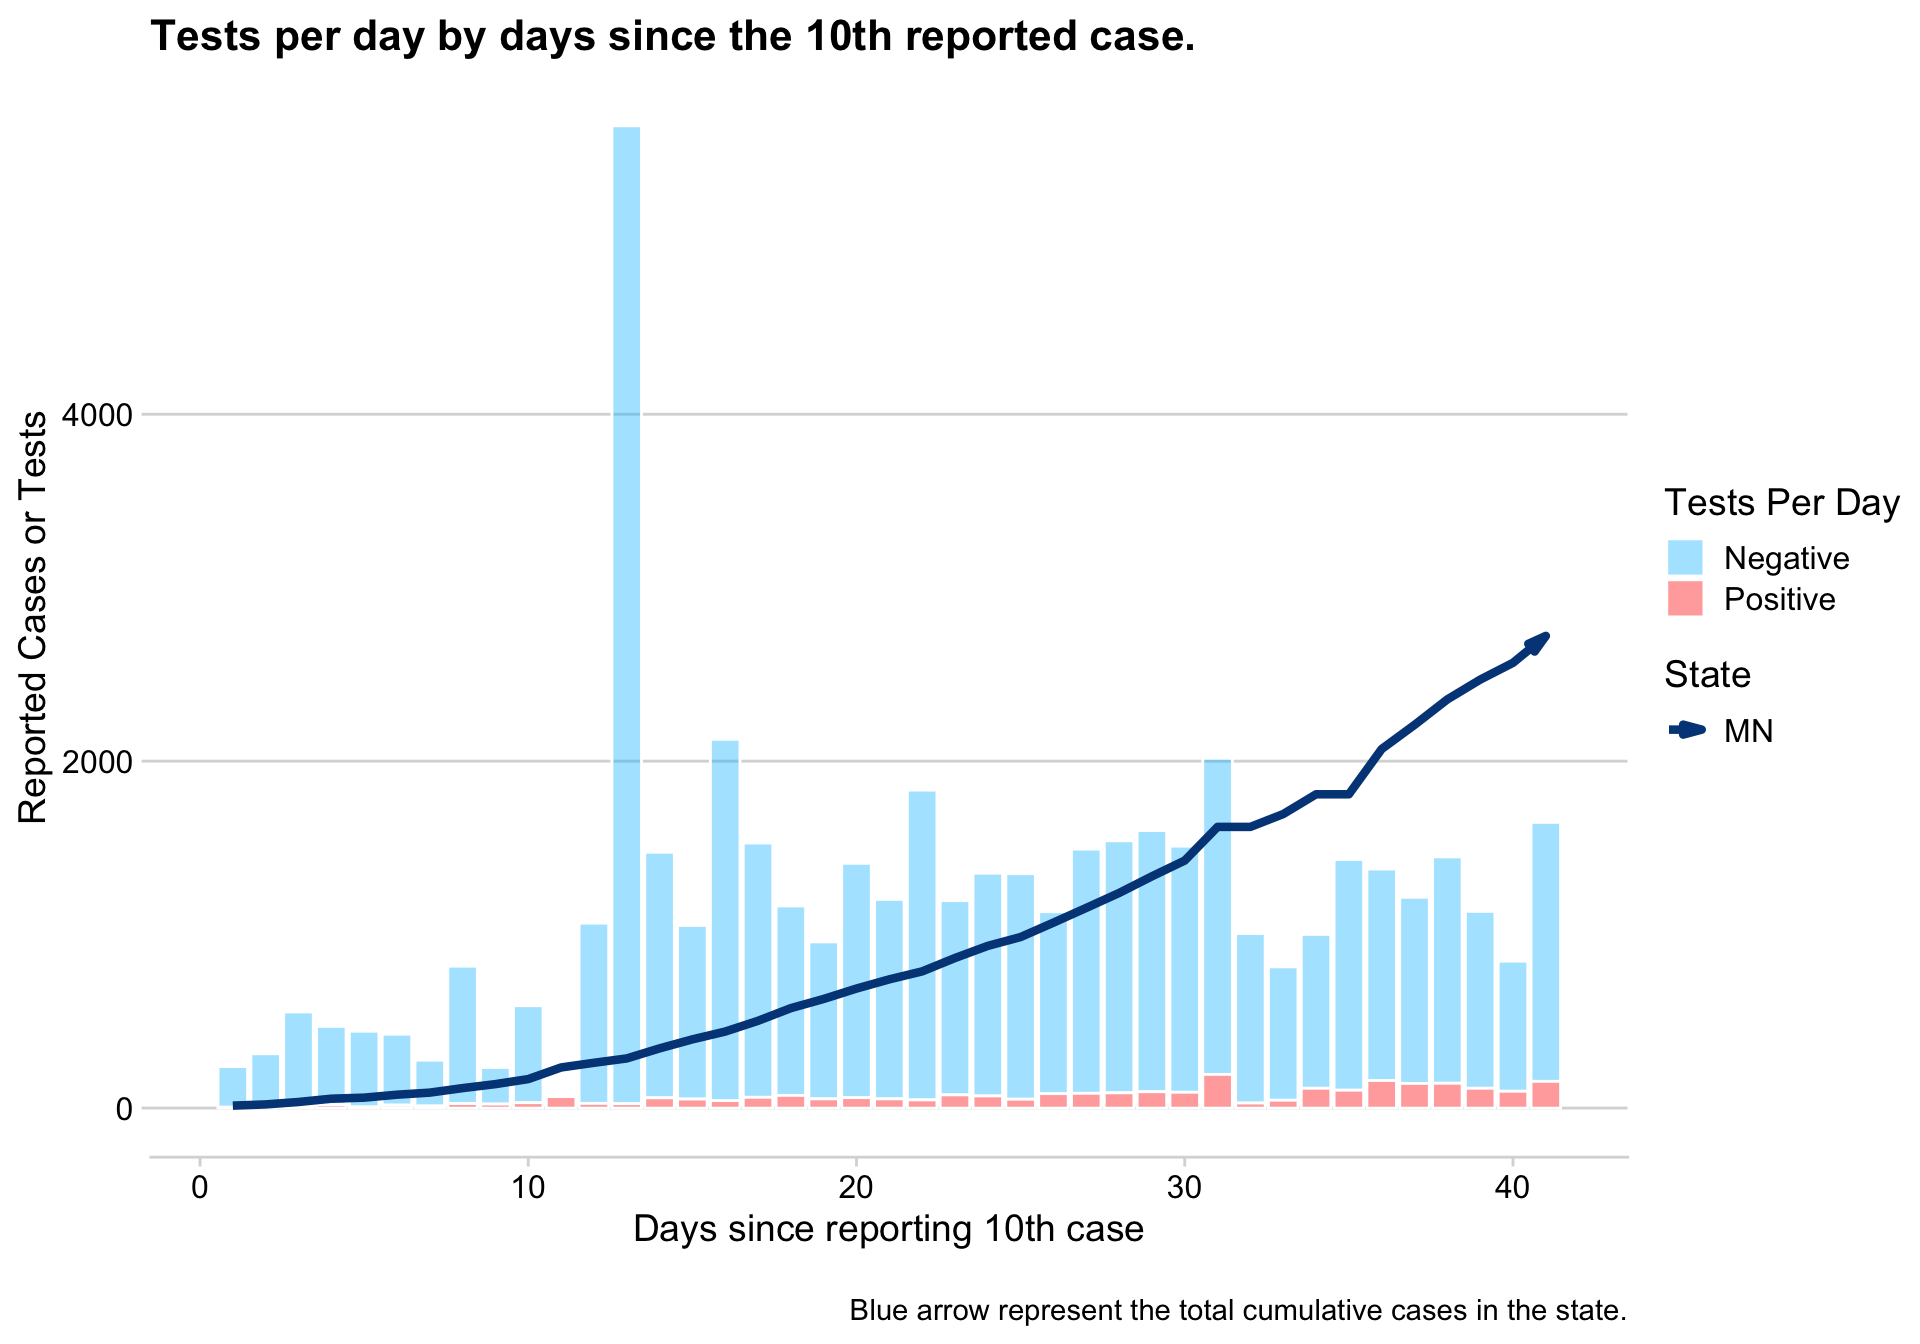 Tests per day by days since the 10th reported case.
Reported Cases or Tests
4000
2000
0
0 10 20 30 40
Days since reporting 10th case
Tests Per Day
Negative
Positive
State
MN
Blue arrow represent the total cumulative cases in the state.